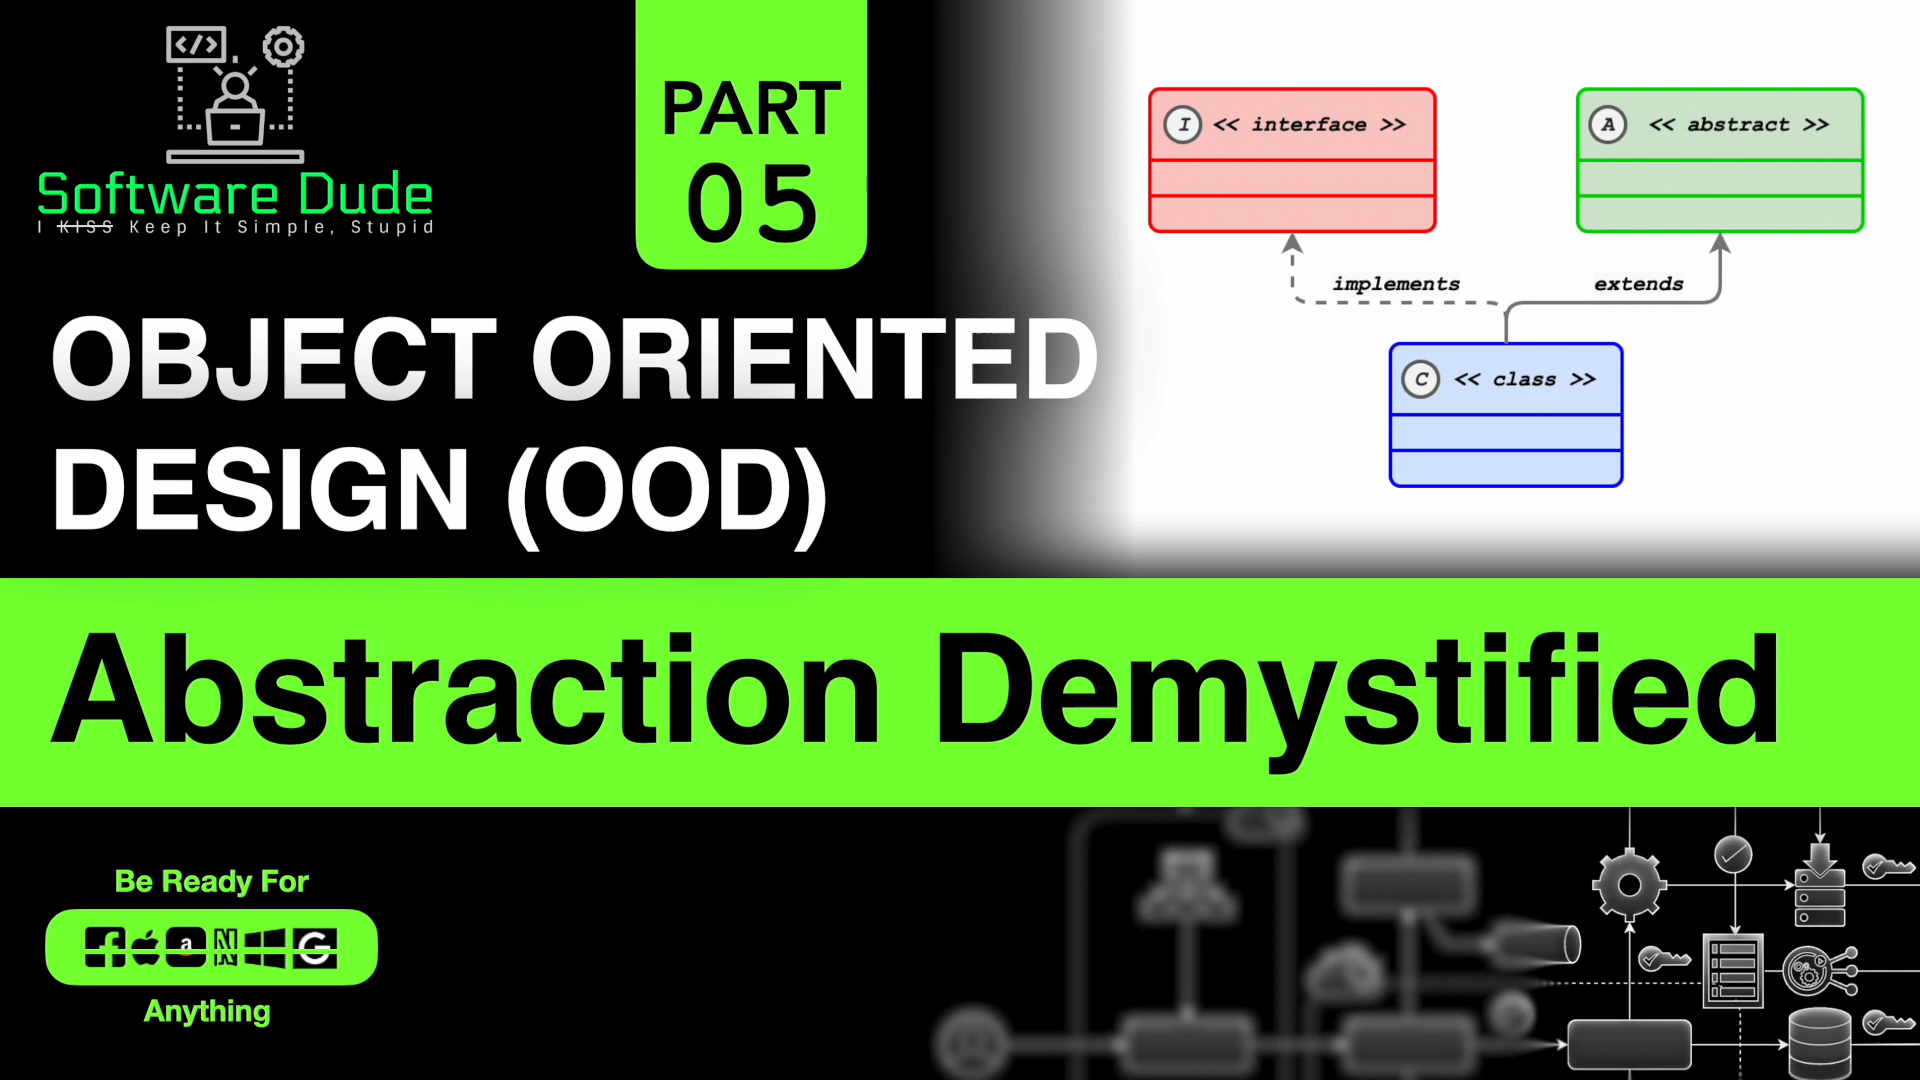 </>
Software Dude
I KISS Keep It Simple, Stupid
PART
05
OBJECT ORIENTED
DESIGN (OOD)
I << interface >>
A << abstract >>
implements
extends
C << class >>
Abstraction Demystified
Be Ready For
f a N G
Anything